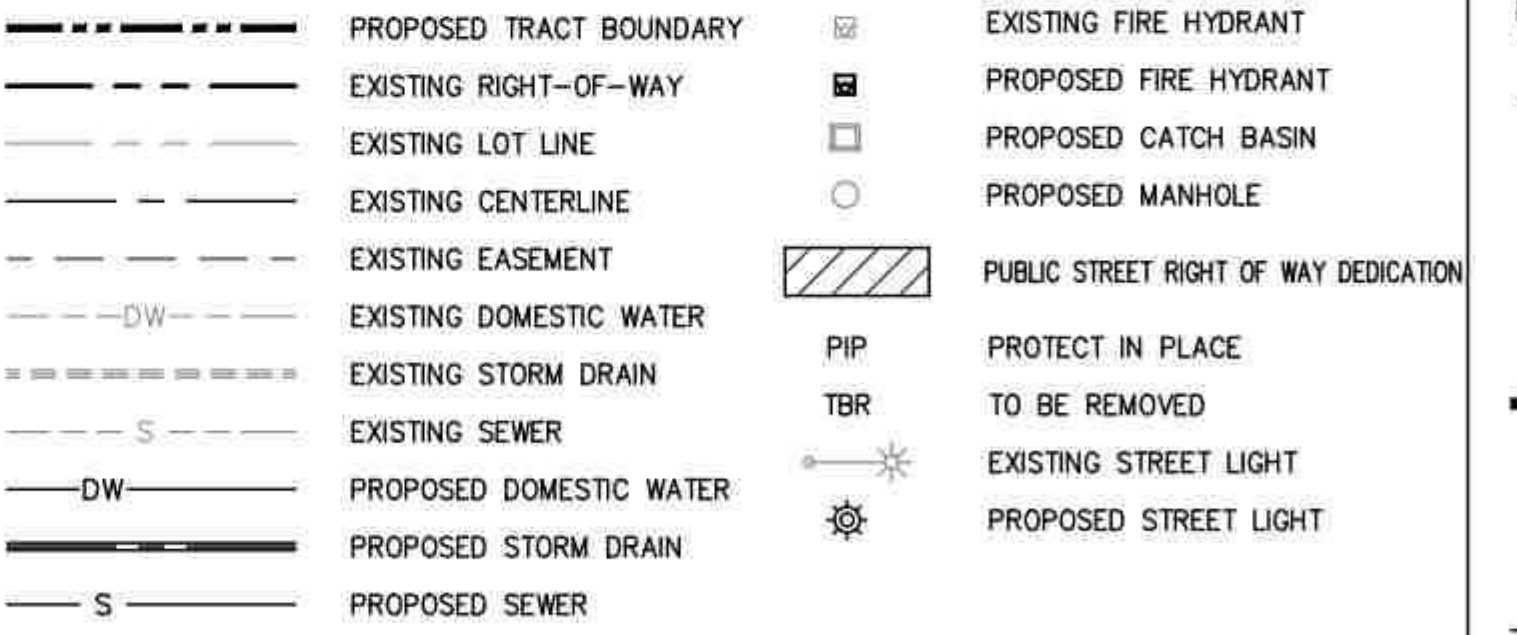 PROPOSED TRACT BOUNDARY
EXISTING RIGHT-OF-WAY
EXISTING LOT LINE
EXISTING CENTERLINE
EXISTING EASEMENT
DW EXISTING DOMESTIC WATER
EXISTING STORM DRAIN
S EXISTING SEWER
DW PROPOSED DOMESTIC WATER
PROPOSED STORM DRAIN
S PROPOSED SEWER
EXISTING FIRE HYDRANT
PROPOSED FIRE HYDRANT
PROPOSED CATCH BASIN
PROPOSED MANHOLE
PUBLIC STREET RIGHT OF WAY DEDICATION
PIP PROTECT IN PLACE
TBR TO BE REMOVED
EXISTING STREET LIGHT
PROPOSED STREET LIGHT